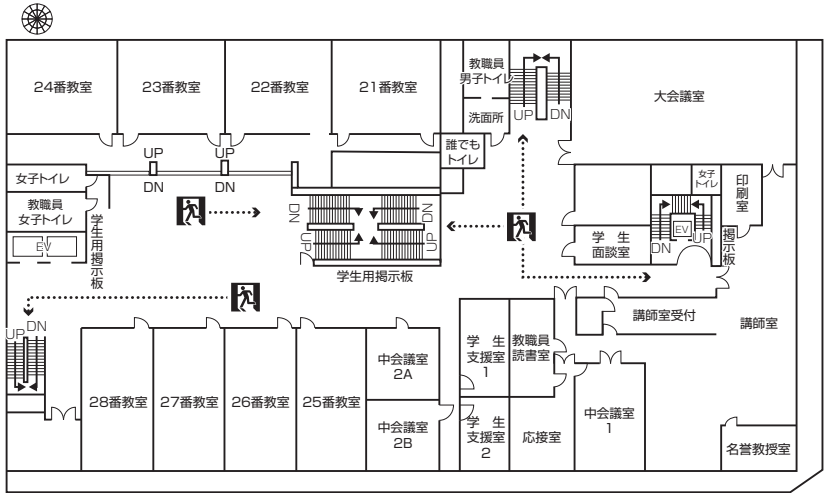 24番教室
23番教室
22番教室
21番教室
教職員
男子トイレ
洗面所
UP
DN
大会議室
誰でも
トイレ
UP
DN
UP
DN
女子トイレ
教職員
女子トイレ
EV
学生用掲示板
DN
UP
DN
UP
学生用掲示板
学生
面談室
女子
トイレ
EV
DN
UP
印刷室
掲示板
講師室受付
講師室
UP
DN
28番教室
27番教室
26番教室
25番教室
中会議室
2A
中会議室
2B
学生
支援室
1
教職員
読書室
学生
支援室
2
応接室
中会議室
1
名誉教授室